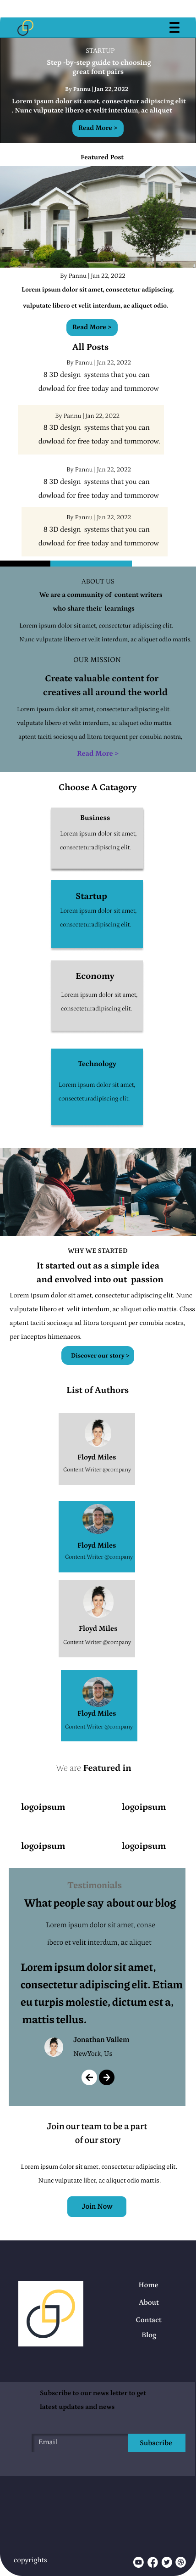 STARTUP
Step -by-step guide to choosing
great font pairs
By Pannu | Jan 22, 2022
Lorem ipsum dolor sit amet, consectetur adipiscing elit
. Nunc vulputate libero et velit interdum, ac aliquet
Read More >
Featured Post
By Pannu | Jan 22, 2022
Lorem ipsum dolor sit amet, consectetur adipiscing.
vulputate libero et velit interdum, ac aliquet odio.
Read More >
All Posts
By Pannu | Jan 22, 2022
8 3D design systems that you can
dowload for free today and tommorow
By Pannu | Jan 22, 2022
8 3D design systems that you can
dowload for free today and tommorow.
By Pannu | Jan 22, 2022
8 3D design systems that you can
dowload for free today and tommorow
By Pannu | Jan 22, 2022
8 3D design systems that you can
dowload for free today and tommorow
ABOUT US
We are a community of content writers
who share their learnings
Lorem ipsum dolor sit amet, consectetur adipiscing elit.
Nunc vulputate libero et velit interdum, ac aliquet odio mattis.
OUR MISSION
Create valuable content for
creatives all around the world
Lorem ipsum dolor sit amet, consectetur adipiscing elit.
vulputate libero et velit interdum, ac aliquet odio mattis.
aptent taciti sociosqu ad litora torquent per conubia nostra,
Read More >
Choose A Catagory
Business
Lorem ipsum dolor sit amet,
consecteturadipiscing elit.
Startup
Lorem ipsum dolor sit amet,
consecteturadipiscing elit.
Economy
Lorem ipsum dolor sit amet,
consecteturadipiscing elit.
Technology
Lorem ipsum dolor sit amet,
consecteturadipiscing elit.
WHY WE STARTED
It started out as a simple idea
and envolved into out passion
Lorem ipsum dolor sit amet, consectetur adipiscing elit. Nunc
vulputate libero et velit interdum, ac aliquet odio mattis. Class
aptent taciti sociosqu ad litora torquent per conubia nostra,
per inceptos himenaeos.
Discover our story >
List of Authors
Floyd Miles
Content Writer @company
Floyd Miles
Content Writer @company
Floyd Miles
Content Writer @company
Floyd Miles
Content Writer @company
We are Featured in
logoipsum logoipsum
logoipsum logoipsum
Testimonials
What people say about our blog
Lorem ipsum dolor sit amet, conse
ibero et velit interdum, ac aliquet
Lorem ipsum dolor sit amet,
consectetur adipiscing elit. Etiam
eu turpis molestie, dictum est a,
mattis tellus.
Jonathan Vallem
NewYork, Us
Join our team to be a part
of our story
Lorem ipsum dolor sit amet, consectetur adipiscing elit.
Nunc vulputate liber, ac aliquet odio mattis.
Join Now
Home
About
Contact
Blog
Subscribe to our news letter to get
latest updates and news
Email
Subscribe
copyrights